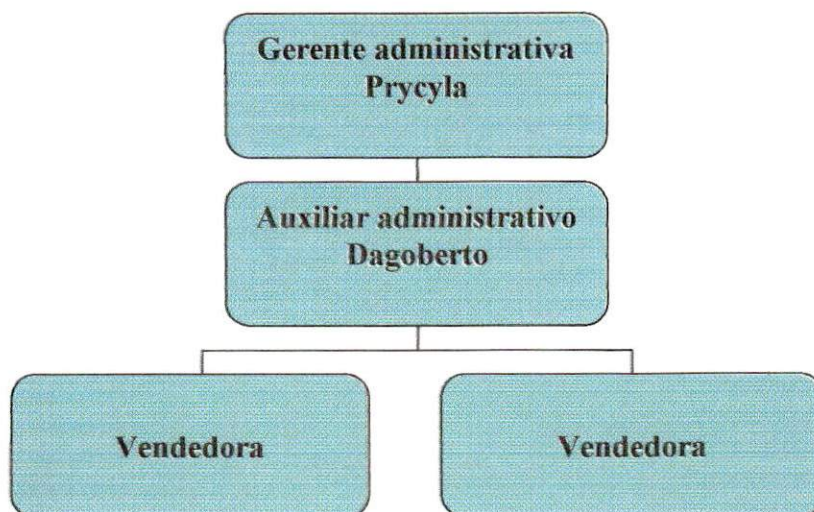 Gerente administrativa
Prycyla
Auxiliar administrativo
Dagoberto
Vendedora
Vendedora